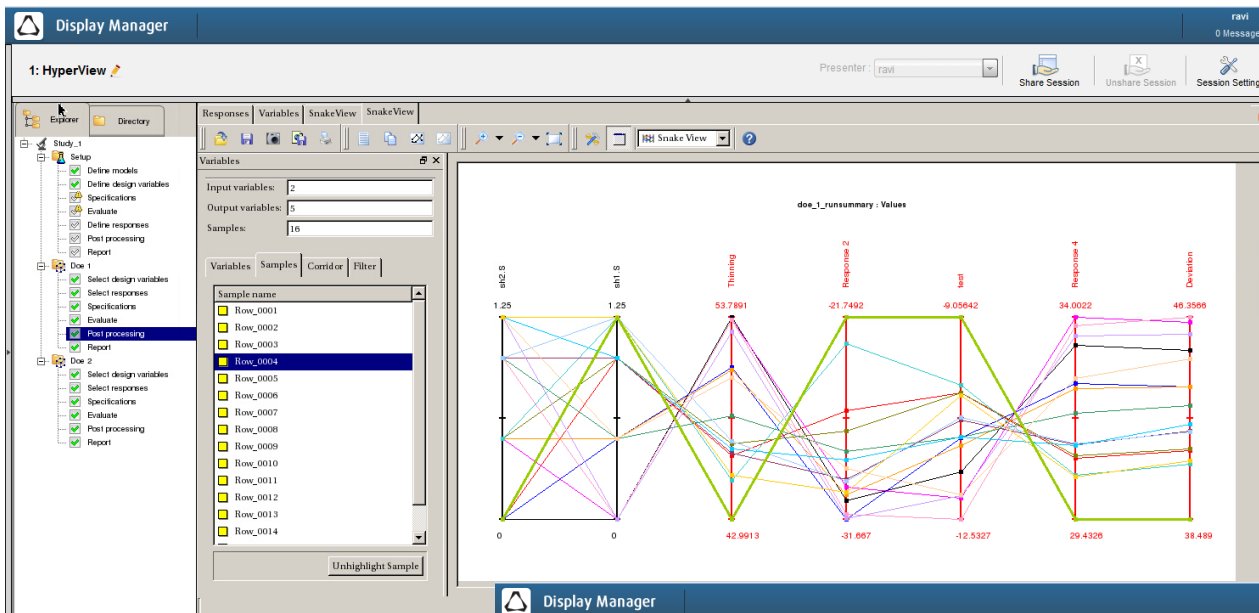 Display Manager
ravi
0 Message
1: HyperView
Presenter: ravi
Share Session
Unshare Session
Session Setting
Explorer
Directory
Responses
Variables
SnakeView
SnakeView
Study_1
Setup
Define models
Define design variables
Specifications
Evaluate
Define responses
Post processing
Report
Doe 1
Select design variables
Select responses
Specifications
Evaluate
Post processing
Report
Doe 2
Select design variables
Select responses
Specifications
Evaluate
Post processing
Report
Snake View
Variables
Input variables: 2
Output variables: 5
Samples: 16
Variables
Samples
Corridor
Filter
Sample name
Row_0001
Row_0002
Row_0003
Row_0004
Row_0005
Row_0006
Row_0007
Row_0008
Row_0009
Row_0010
Row_0011
Row_0012
Row_0013
Row_0014
Unhighlight Sample
doe_1_runsummary : Values
sh2.S
sh1.S
Thinning
Response 2
test
Response 4
Deviation
1.25
1.25
53.7891
-21.7492
-9.05642
34.0022
46.3566
0
0
42.9913
-31.667
-12.5327
29.4326
38.489
Display Manager